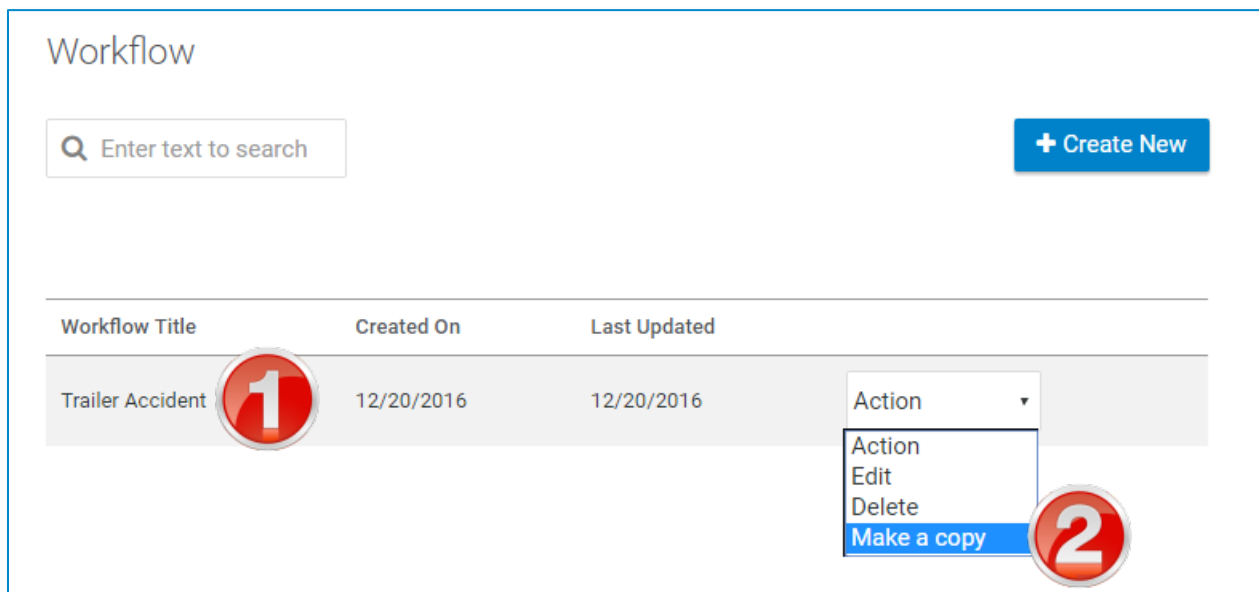 Workflow
Enter text to search
+ Create New
Workflow Title Created On Last Updated
Trailer Accident 1 12/20/2016 12/20/2016 Action
Action
Edit
Delete
Make a copy 2